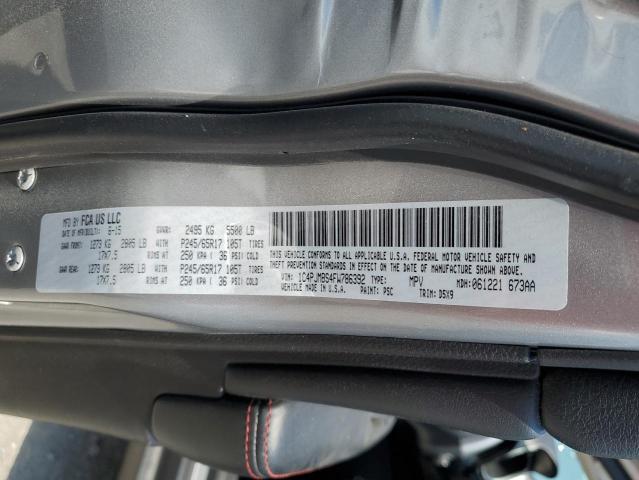 MFD BY FCA US LLC
DATE OF MFR(BUILT): 6-15 GVWR: 2495 KG 5500 LB
GAWR FRONT: 1273 KG 2805 LB WITH P245/65R17 105T TIRES
17X7.5 RIMS AT 250 KPA ( 36 PSI) COLD
GAWR REAR: 1273 KG 2805 LB WITH P245/65R17 105T TIRES
17X7.5 RIMS AT 250 KPA ( 36 PSI) COLD
THIS VEHICLE CONFORMS TO ALL APPLICABLE U.S.A. FEDERAL MOTOR VEHICLE SAFETY AND
THEFT PREVENTION STANDARDS IN EFFECT ON THE DATE OF MANUFACTURE SHOWN ABOVE.
VIN: 1C4PJMBS4FW786392 TYPE: MPV MDH: 061221 673AA
VEHICLE MADE IN U.S.A. PAINT: PSC TRIM: D5X9